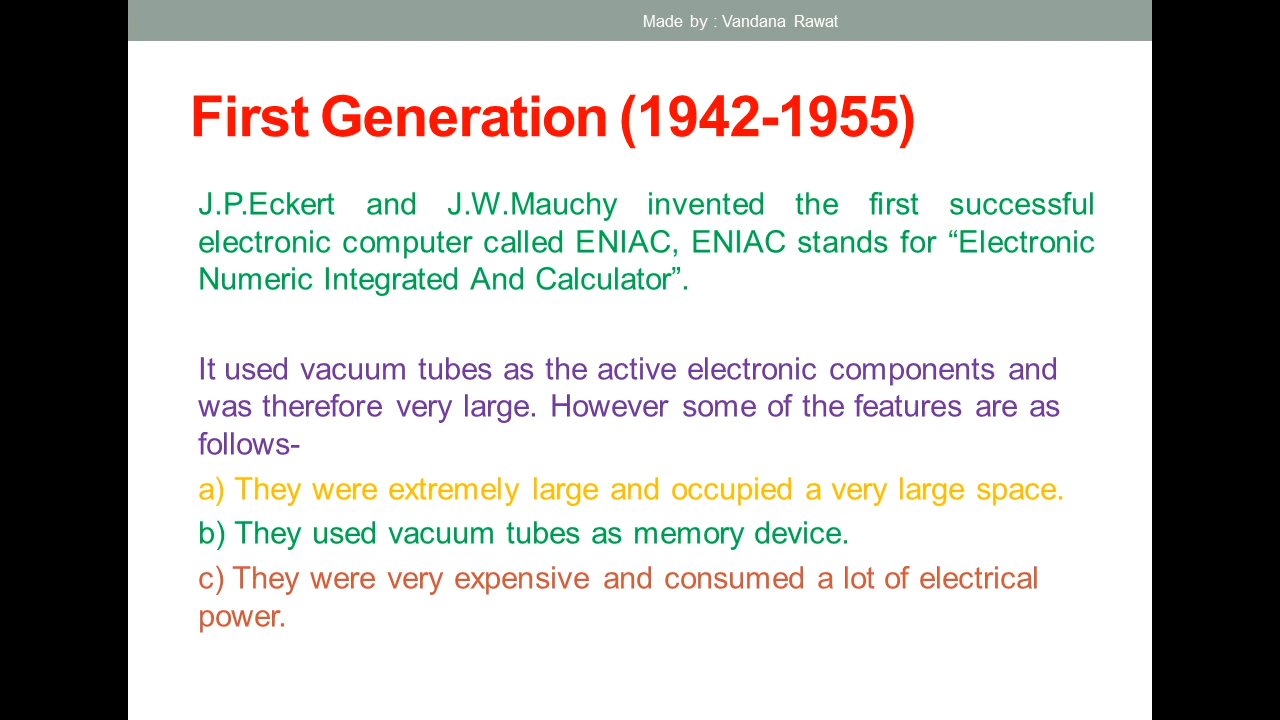 Made by : Vandana Rawat
First Generation (1942-1955)
J.P.Eckert and J.W.Mauchy invented the first successful
electronic computer called ENIAC, ENIAC stands for “Electronic
Numeric Integrated And Calculator”.
It used vacuum tubes as the active electronic components and
was therefore very large. However some of the features are as
follows-
a) They were extremely large and occupied a very large space.
b) They used vacuum tubes as memory device.
c) They were very expensive and consumed a lot of electrical
power.